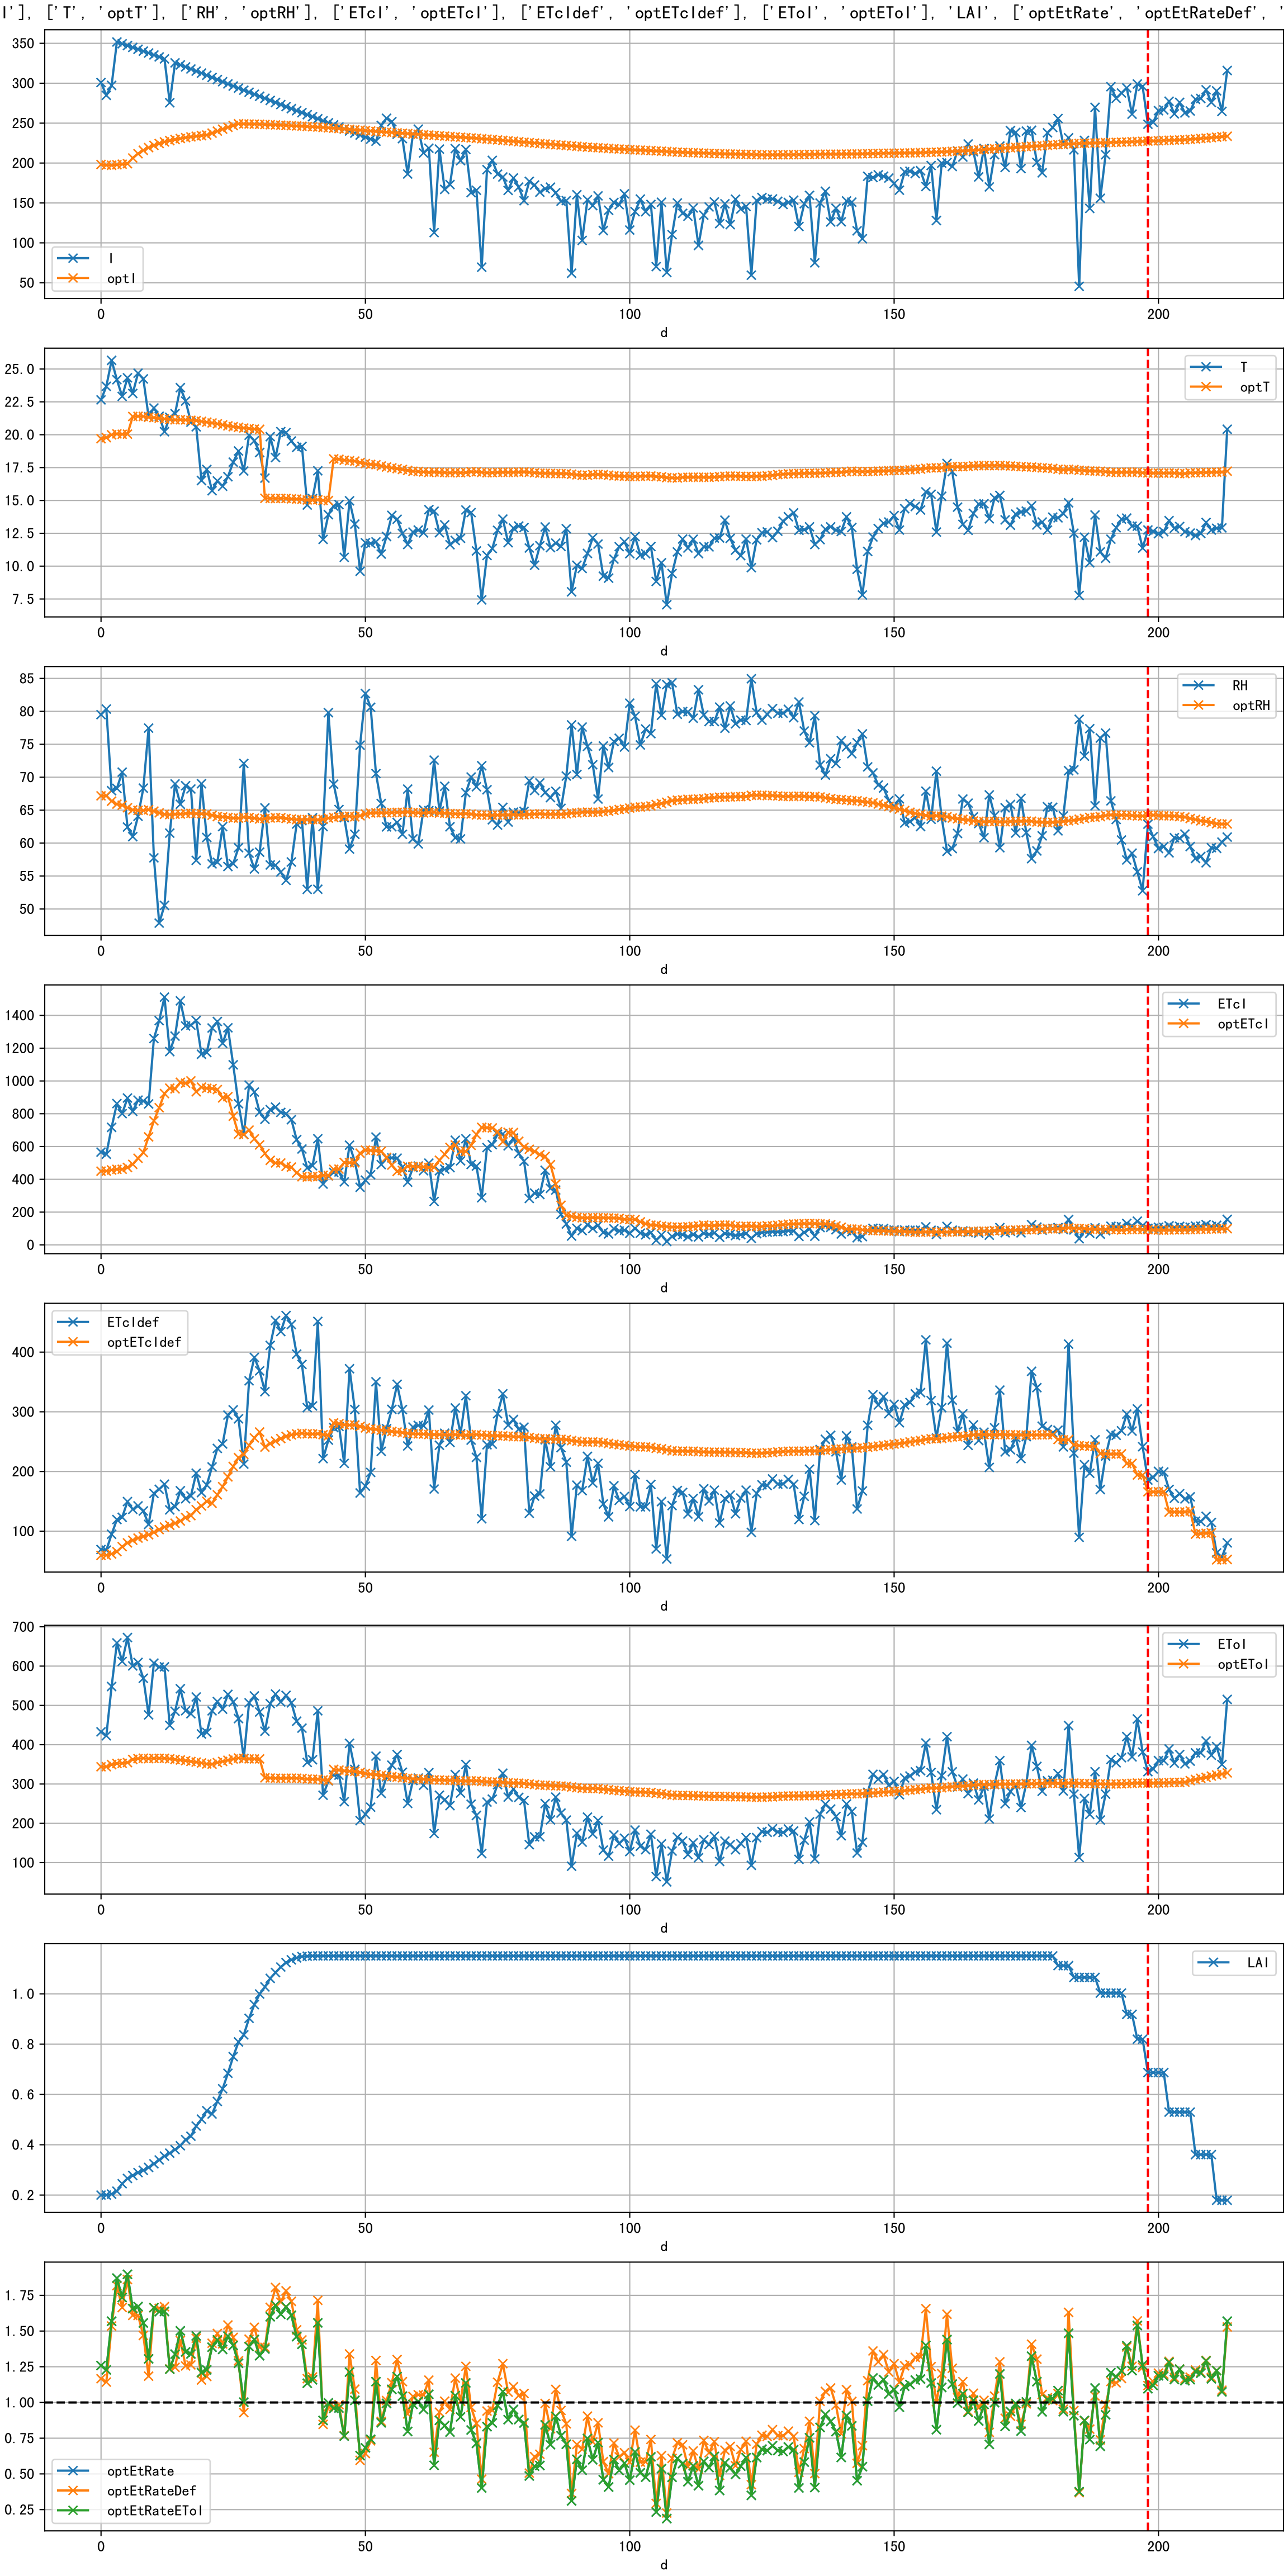 I'], ['T', 'optT'], ['RH', 'optRH'], ['ETcI', 'optETcI'], ['ETcIdef', 'optETcIdef'], ['EToI', 'optEToI'], 'LAI', ['optEtRate', 'optEtRateDef', '
350
300
250
200
150
100
50
I
optI
0 50 100 150 200
d
25.0
22.5
20.0
17.5
15.0
12.5
10.0
7.5
T
optT
0 50 100 150 200
d
85
80
75
70
65
60
55
50
RH
optRH
0 50 100 150 200
d
1400
1200
1000
800
600
400
200
0
ETcI
optETcI
0 50 100 150 200
d
400
300
200
100
ETcIdef
optETcIdef
0 50 100 150 200
d
700
600
500
400
300
200
100
EToI
optEToI
0 50 100 150 200
d
1.0
0.8
0.6
0.4
0.2
LAI
0 50 100 150 200
d
1.75
1.50
1.25
1.00
0.75
0.50
0.25
optEtRate
optEtRateDef
optEtRateEToI
0 50 100 150 200
d